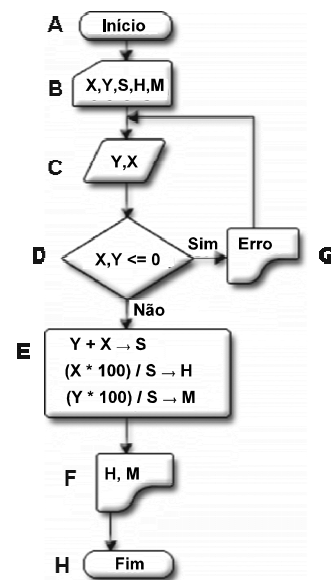 A
Início
B
X,Y,S,H,M
C
Y,X
D
X,Y <= 0
Sim
Erro
G
Não
E
Y + X → S
(X * 100) / S → H
(Y * 100) / S → M
F
H, M
H
Fim